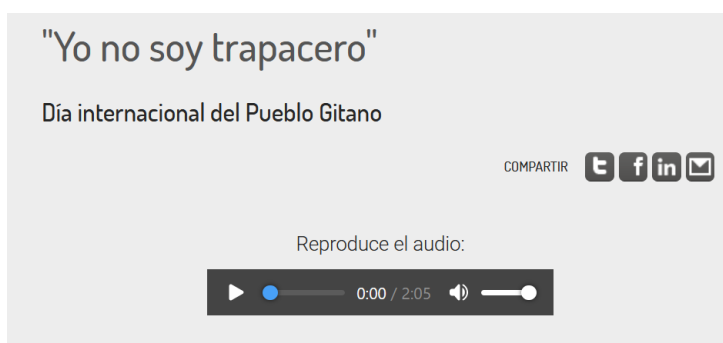 "Yo no soy trapacero"
Día internacional del Pueblo Gitano
COMPARTIR
Reproduce el audio:
0:00 / 2:05